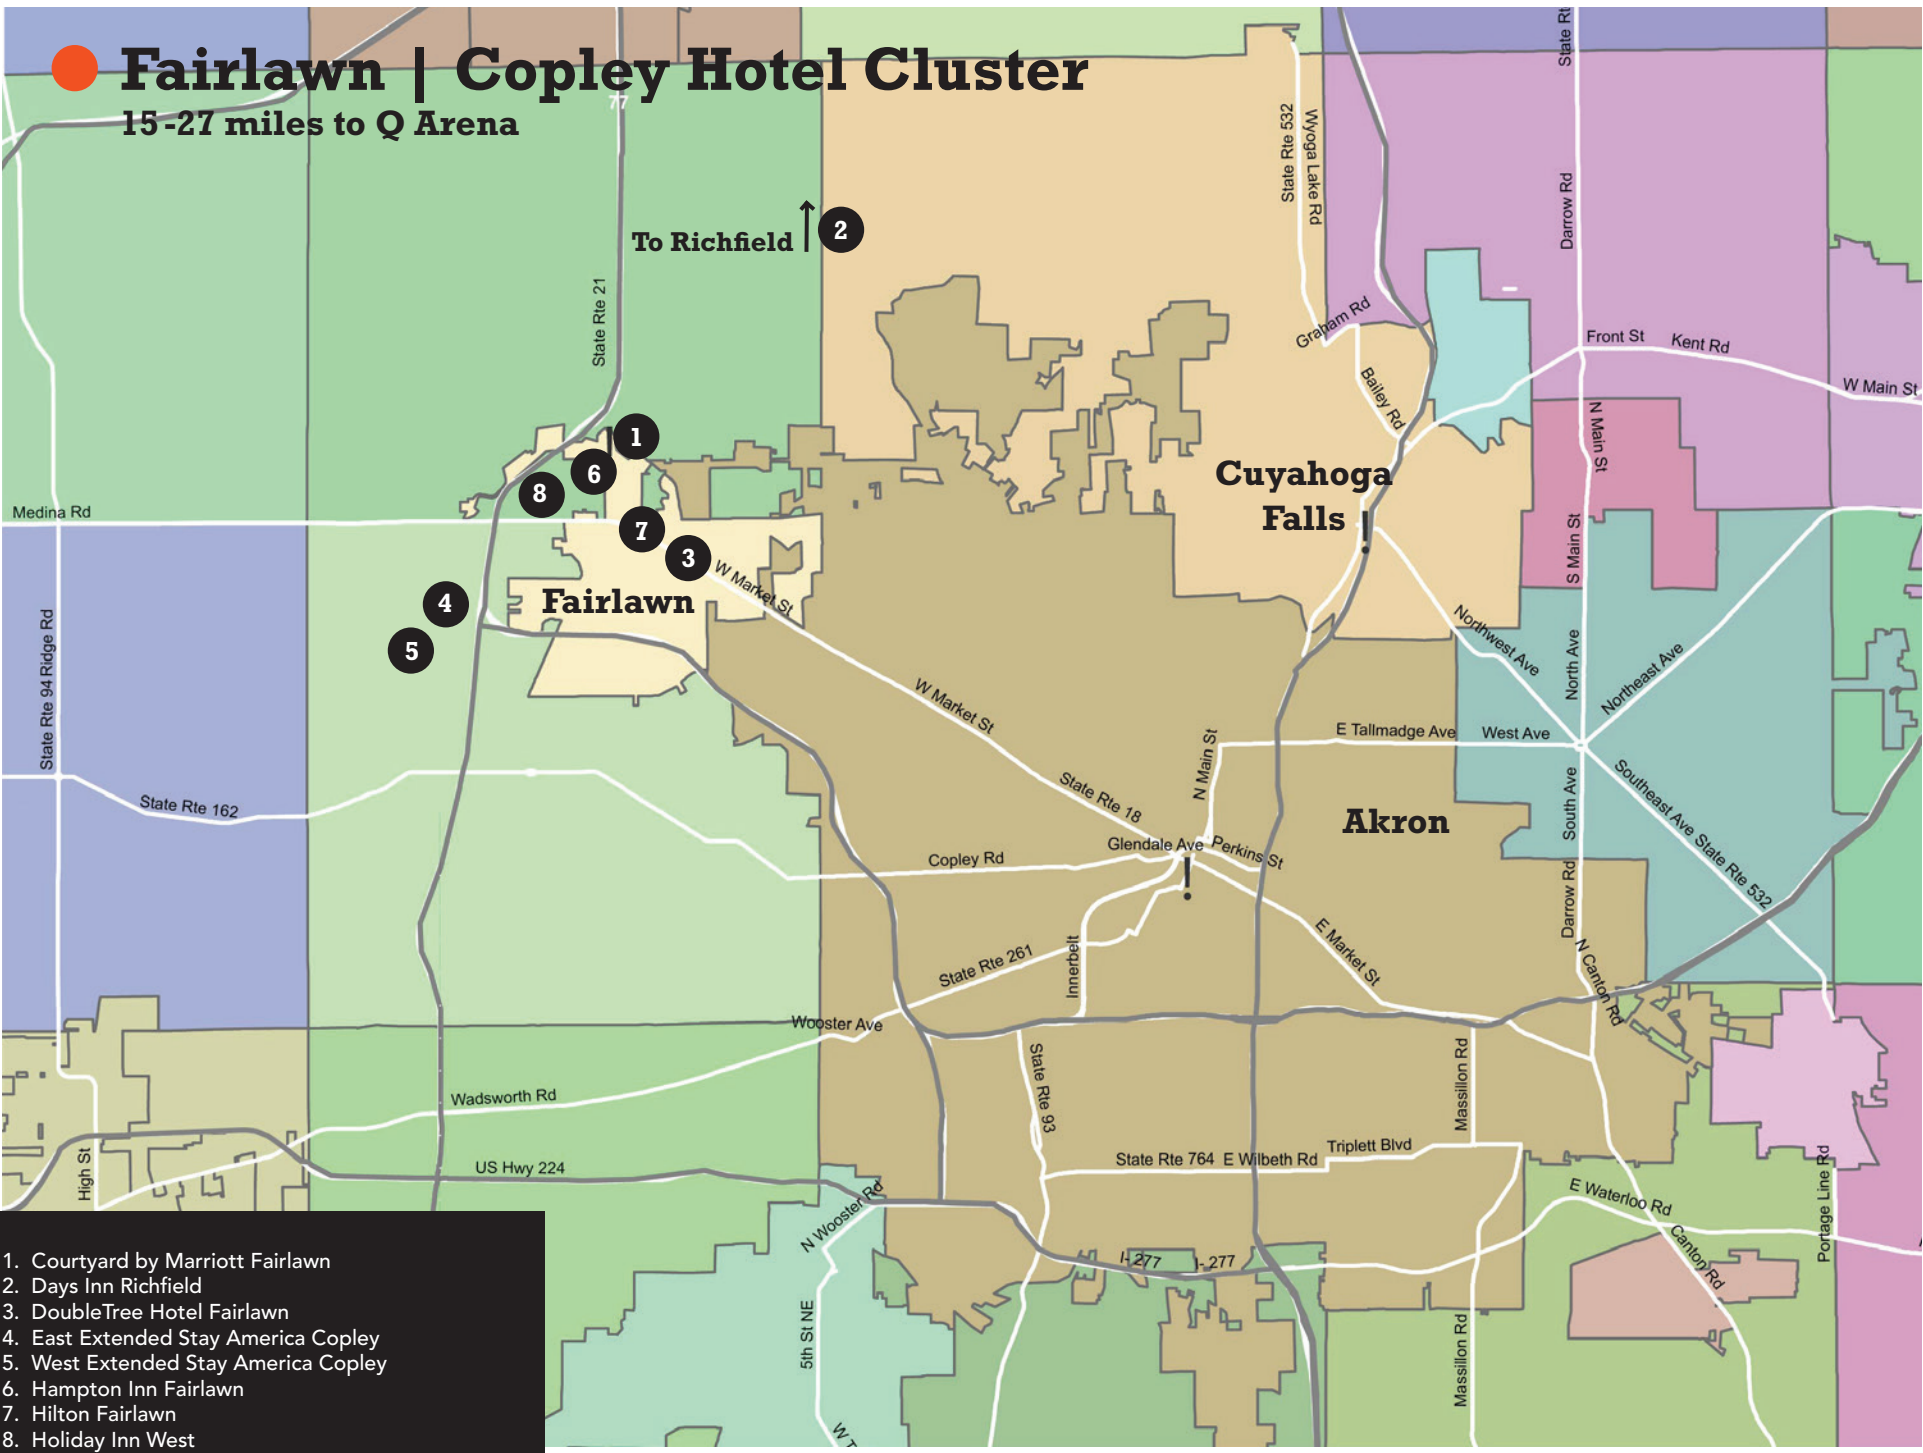 Fairlawn | Copley Hotel Cluster
15-27 miles to Q Arena
77
State Rte 532
Wyoga Lake Rd
Darrow Rd
To Richfield
2
State Rte 21
Graham Rd
Front St
Kent Rd
W Main St
Bailey Rd
N Main St
1
6
8
Cuyahoga
Falls
Medina Rd
7
3
S Main St
W Market St
4
Fairlawn
5
State Rte 94 Ridge Rd
Northwest Ave
North Ave
Northeast Ave
W Market St
N Main St
E Tallmadge Ave
West Ave
State Rte 162
State Rte 18
Akron
South Ave
Southeast Ave State Rte 532
Glendale Ave
Perkins St
Copley Rd
Darrow Rd
E Market St
State Rte 261
Innerbelt
N Canton Rd
Wooster Ave
State Rte 93
Massillon Rd
Wadsworth Rd
Triplett Blvd
State Rte 764
E Wilbeth Rd
US Hwy 224
High St
E Waterloo Rd
Portage Line Rd
N Wooster Rd
Canton Rd
I-277
I-277
5th St NE
Massillon Rd
1. Courtyard by Marriott Fairlawn
2. Days Inn Richfield
3. DoubleTree Hotel Fairlawn
4. East Extended Stay America Copley
5. West Extended Stay America Copley
6. Hampton Inn Fairlawn
7. Hilton Fairlawn
8. Holiday Inn West